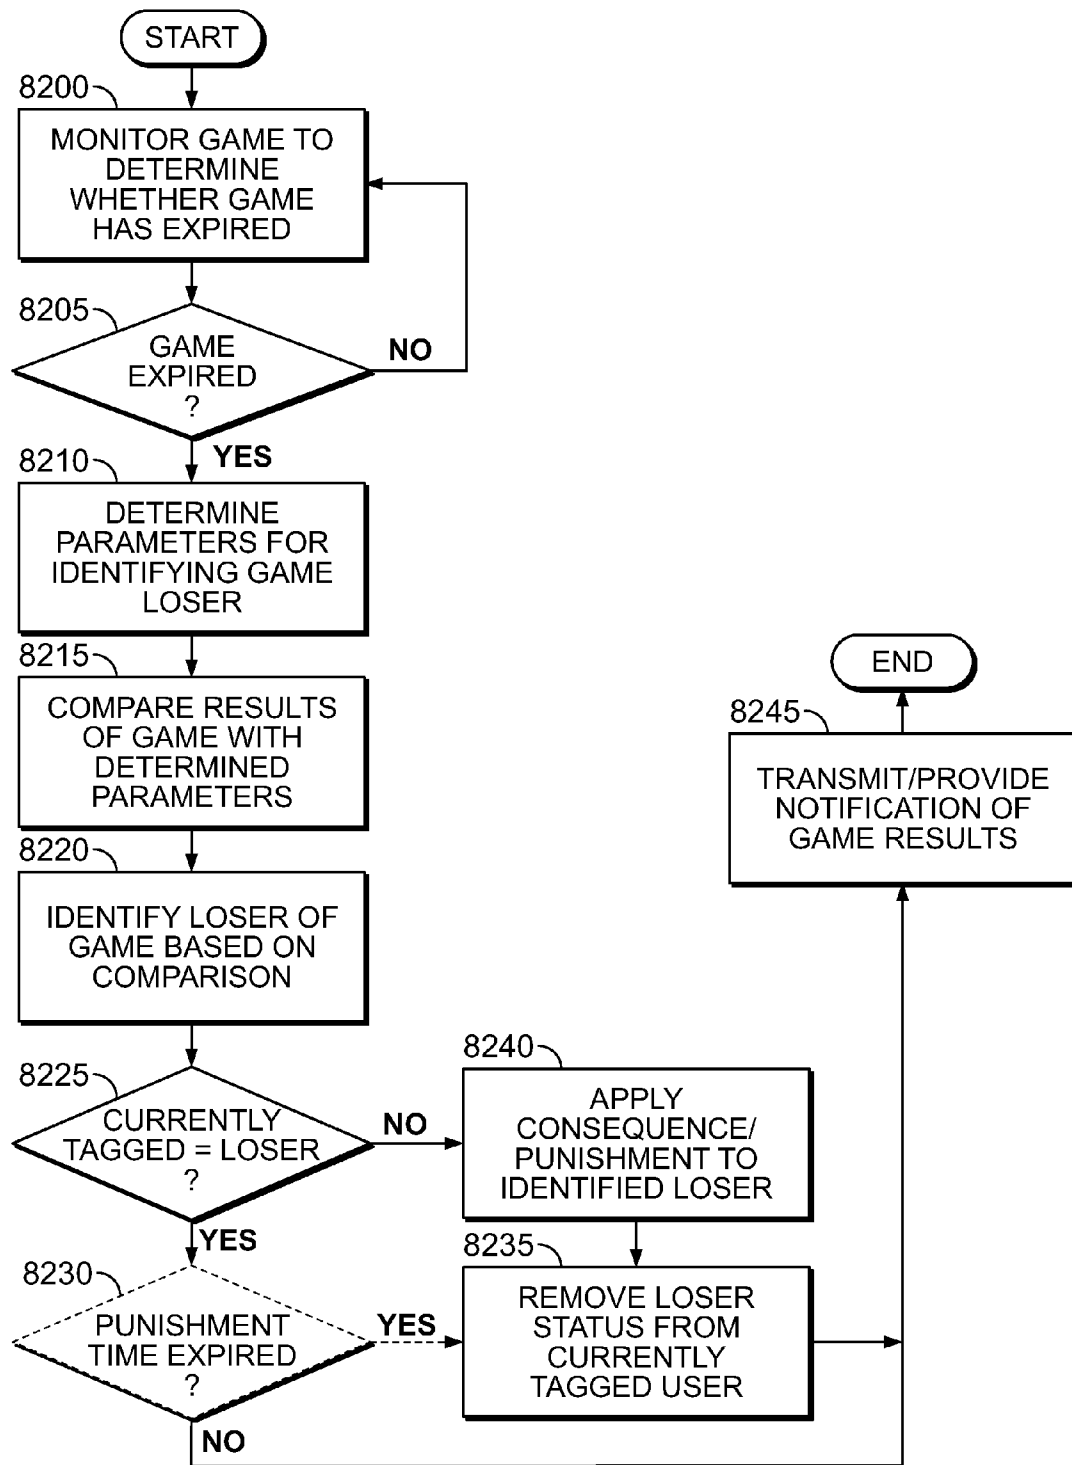 START
8200
MONITOR GAME TO
DETERMINE
WHETHER GAME
HAS EXPIRED
8205
GAME
EXPIRED
?
NO
YES
8210
DETERMINE
PARAMETERS FOR
IDENTIFYING GAME
LOSER
8215
COMPARE RESULTS
OF GAME WITH
DETERMINED
PARAMETERS
8220
IDENTIFY LOSER OF
GAME BASED ON
COMPARISON
8225
CURRENTLY
TAGGED = LOSER
?
NO
YES
8230
PUNISHMENT
TIME EXPIRED
?
YES
NO
8240
APPLY
CONSEQUENCE/
PUNISHMENT TO
IDENTIFIED LOSER
8235
REMOVE LOSER
STATUS FROM
CURRENTLY
TAGGED USER
8245
TRANSMIT/PROVIDE
NOTIFICATION OF
GAME RESULTS
END